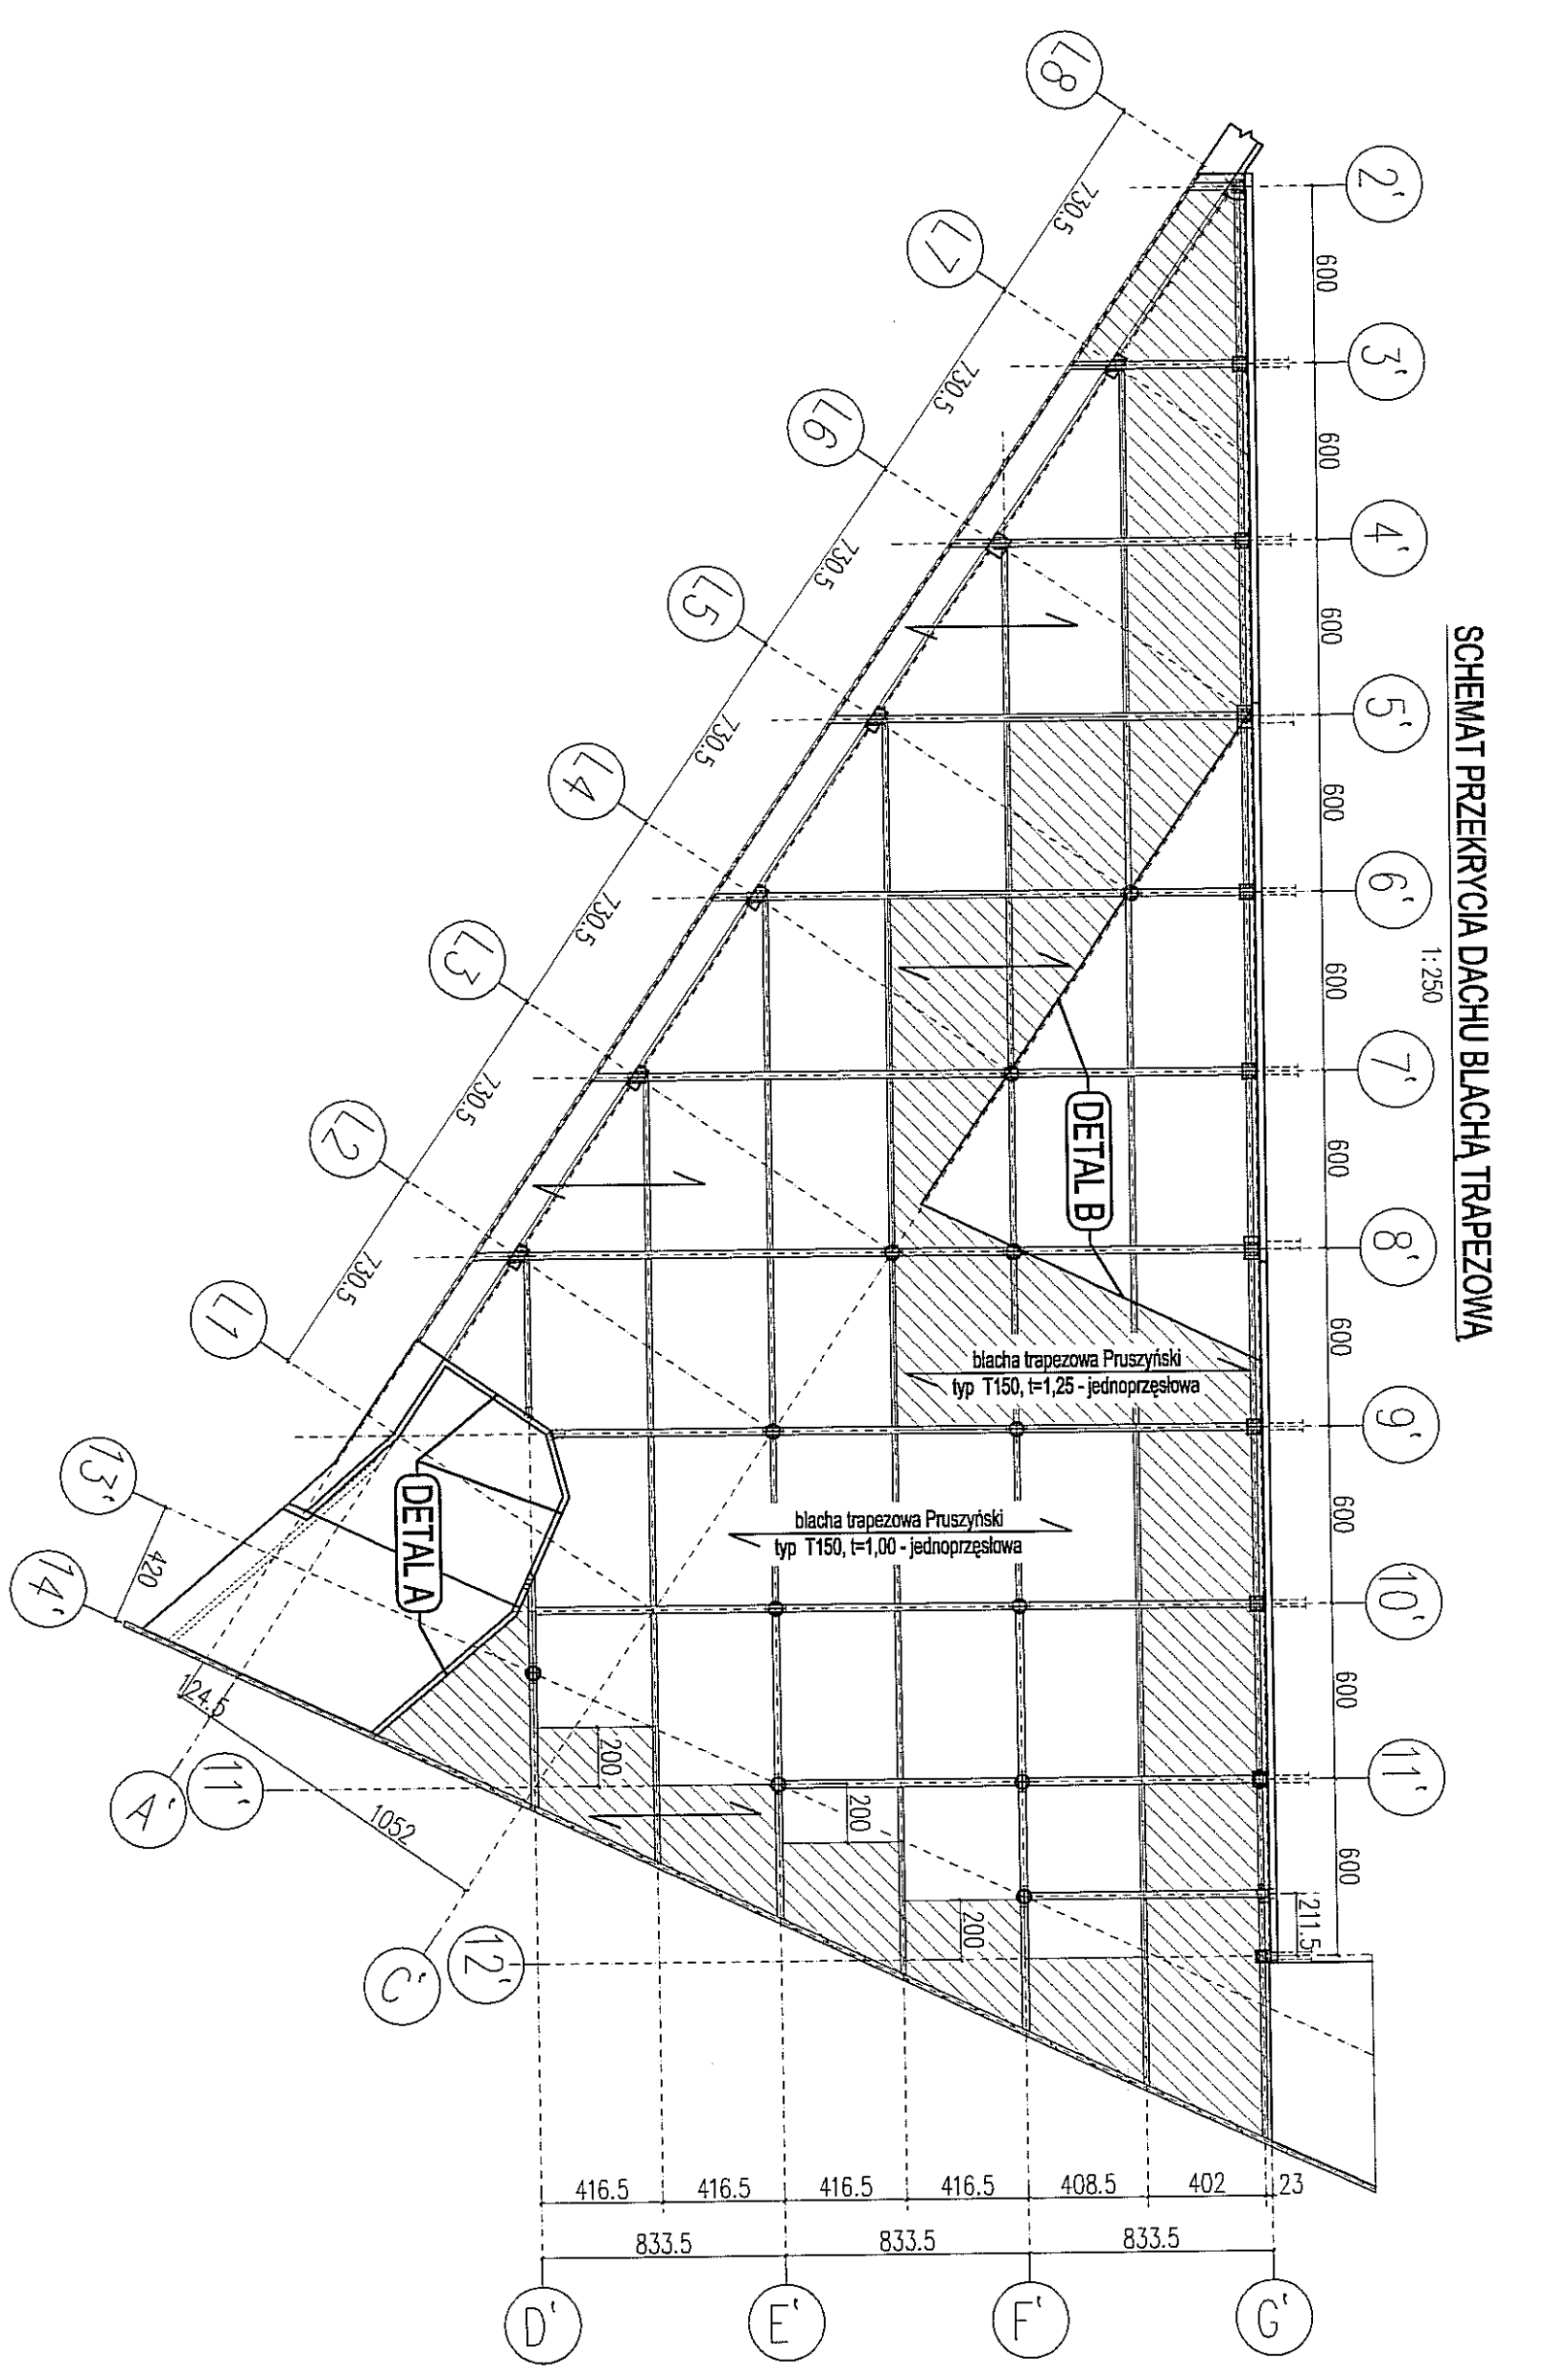 SCHEMAT PRZEKRYCIA DACHU BLACHĄ TRAPEZOWĄ
1:250
L8
L7
L6
L5
L4
L3
L2
L1
13'
14'
730.5
730.5
730.5
730.5
730.5
730.5
730.5
420
2'
3'
4'
5'
6'
7'
8'
9'
10'
11'
600
600
600
600
600
600
600
600
600
600
211.5
DETAL B
blacha trapezowa Pruszyński
typ T150, t=1,25 - jednoprzęsłowa
blacha trapezowa Pruszyński
typ T150, t=1,00 - jednoprzęsłowa
DETAL A
200
200
200
124.5
1052
A'
11'
C'
12'
416.5
416.5
416.5
416.5
408.5
402
23
833.5
833.5
833.5
D'
E'
F'
G'